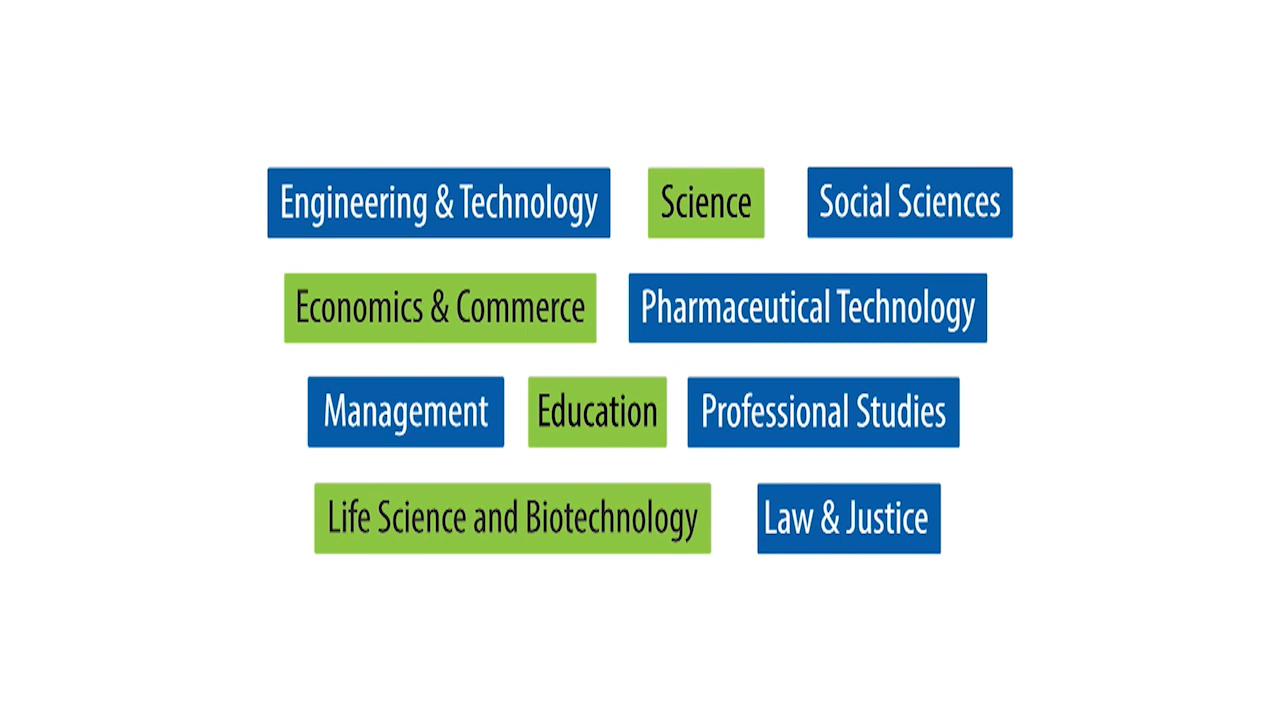 Engineering & Technology Science Social Sciences
Economics & Commerce Pharmaceutical Technology
Management Education Professional Studies
Life Science and Biotechnology Law & Justice